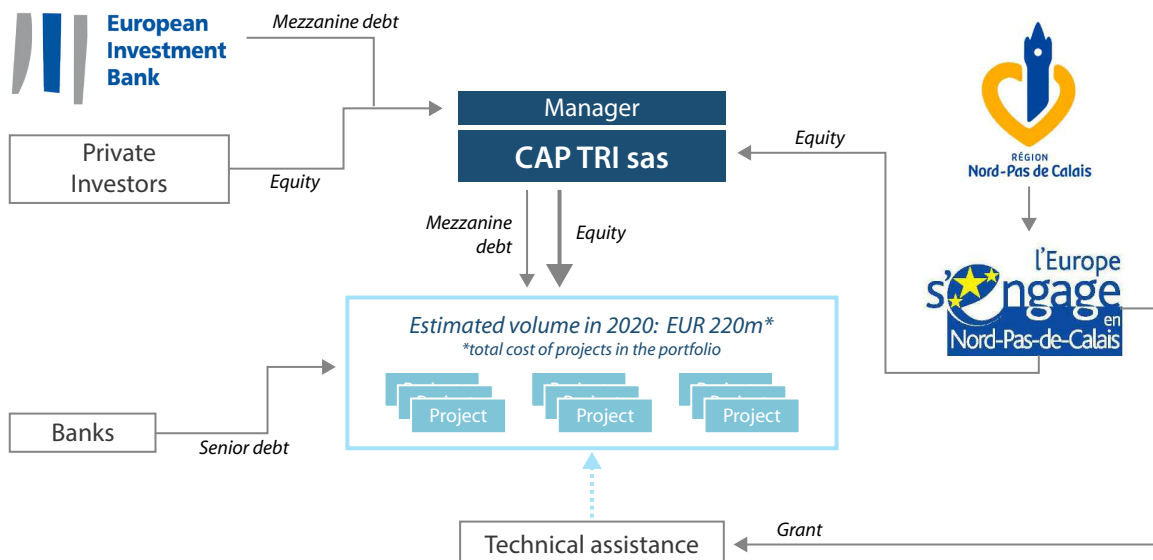 European
Investment
Bank
Mezzanine debt
Private
Investors
Equity
Manager
CAP TRI sas
Equity
RÉGION
Nord-Pas de Calais
l'Europe
s'engage
en
Nord-Pas-de-Calais
Mezzanine
debt
Equity
Estimated volume in 2020: EUR 220m*
*total cost of projects in the portfolio
Project
Project
Project
Banks
Senior debt
Technical assistance
Grant